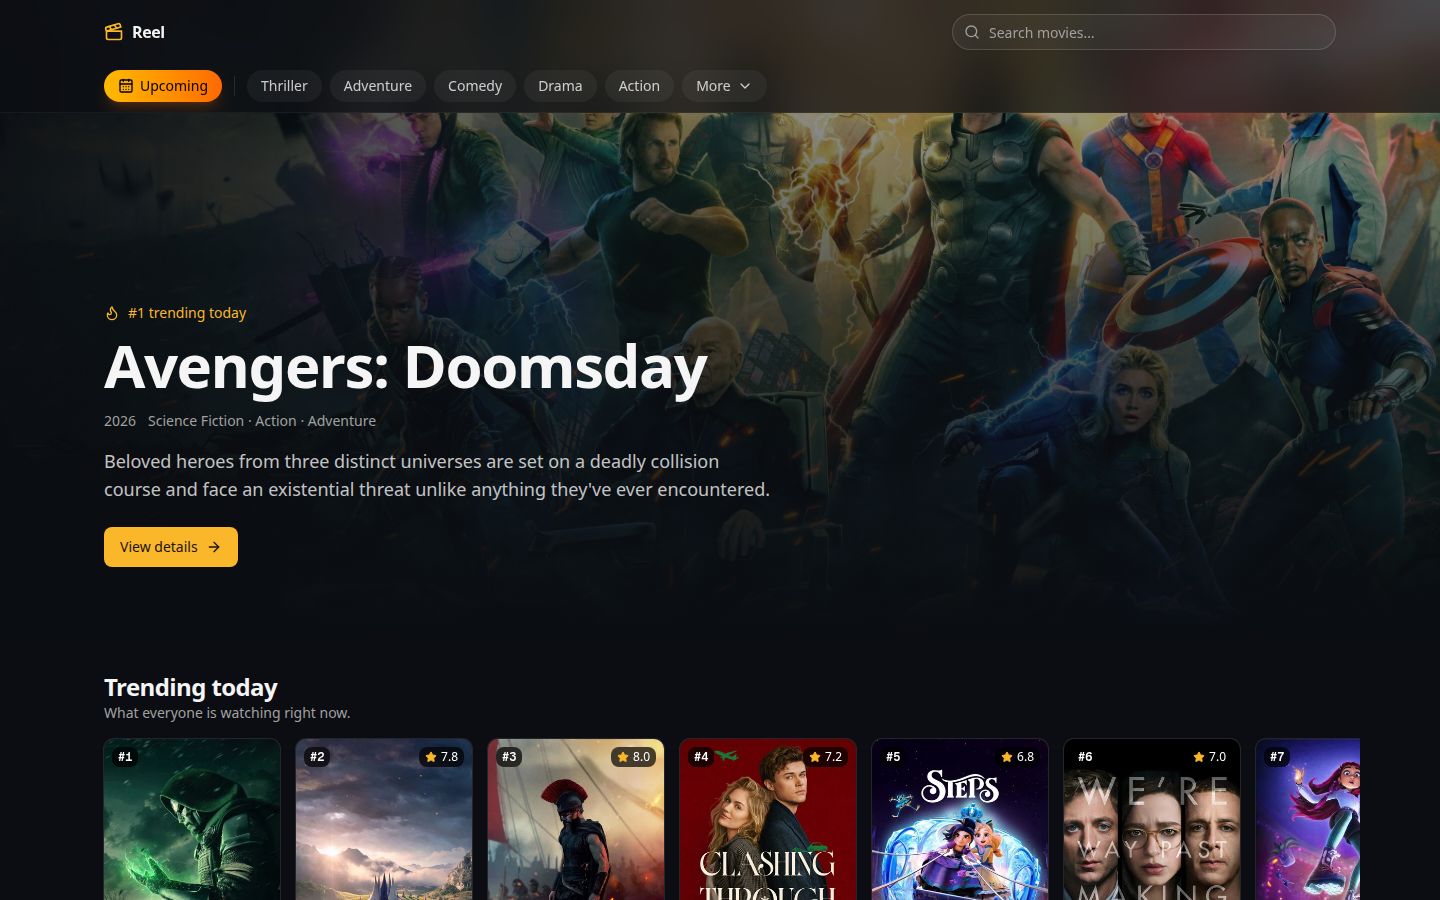 Reel
Search movies...
Upcoming
Thriller
Adventure
Comedy
Drama
Action
More
#1 trending today
Avengers: Doomsday
2026 Science Fiction · Action · Adventure
Beloved heroes from three distinct universes are set on a deadly collision
course and face an existential threat unlike anything they've ever encountered.
View details
Trending today
What everyone is watching right now.
#1
#2
7.8
#3
8.0
#4
7.2
CLASHING
THROUGH
#5
6.8
STEPS
#6
7.0
WE'RE
WAY PAST
MAKING
#7